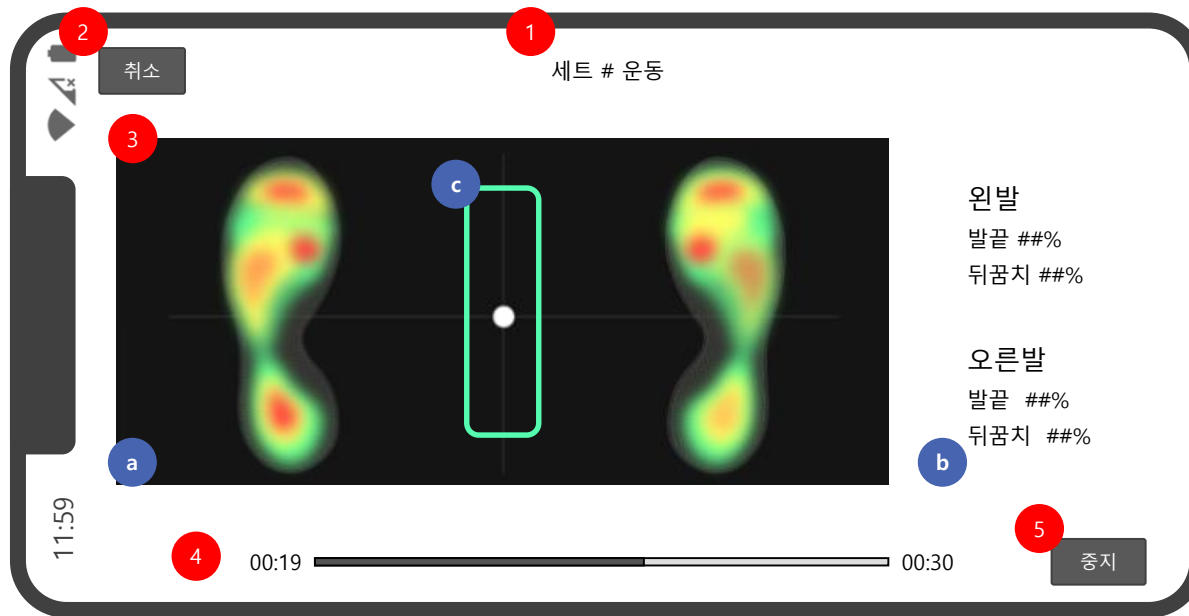 2
1
취소
세트 # 운동
3
c
왼발
발끝 ##%
뒤꿈치 ##%
오른발
발끝 ##%
뒤꿈치 ##%
a
b
11:59
4
00:19
00:30
5
중지